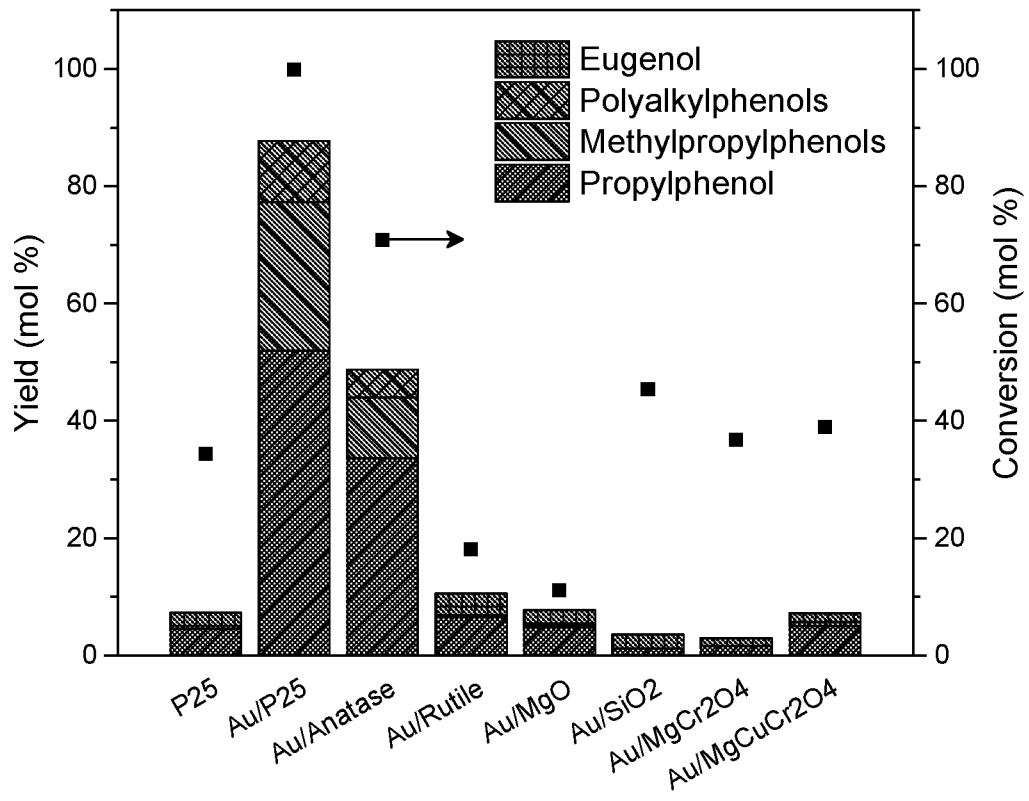 Yield (mol %)
100
80
60
40
20
0
Eugenol
Polyalkylphenols
Methylpropylphenols
Propylphenol
100
80
60
40
20
0
Conversion (mol %)
P25
Au/P25
Au/Anatase
Au/Rutile
Au/MgO
Au/SiO2
Au/MgCr2O4
Au/MgCuCr2O4